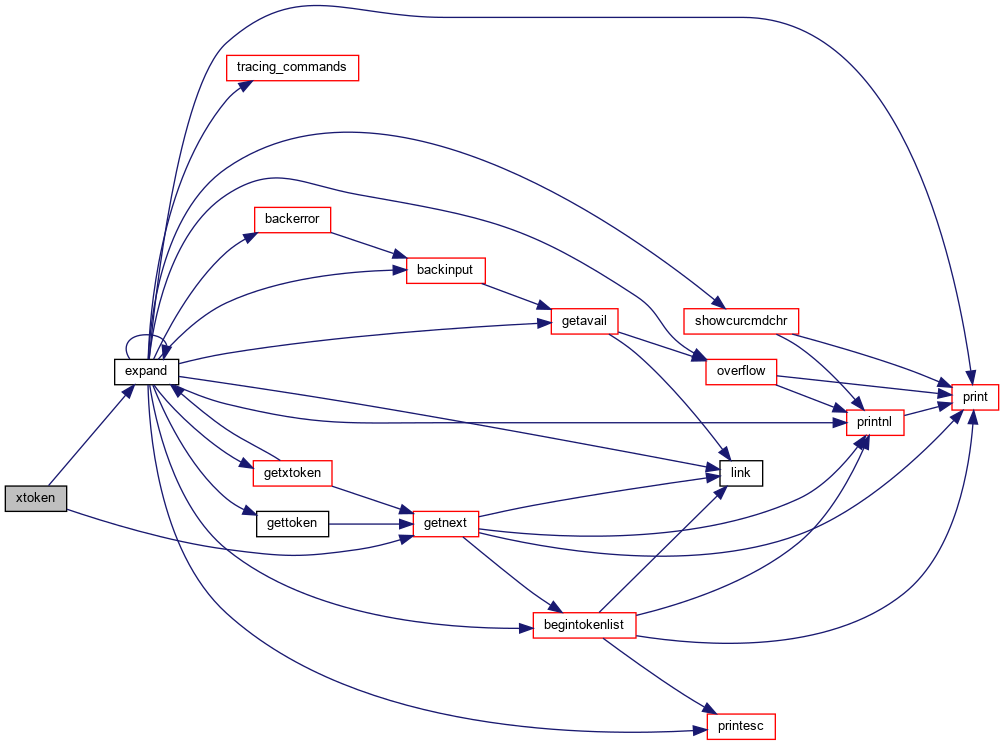 tracing_commands
backerror
backinput
getavail
showcurcmdchr
expand
overflow
print
printnl
getxtoken
link
xtoken
gettoken
getnext
begintokenlist
printesc